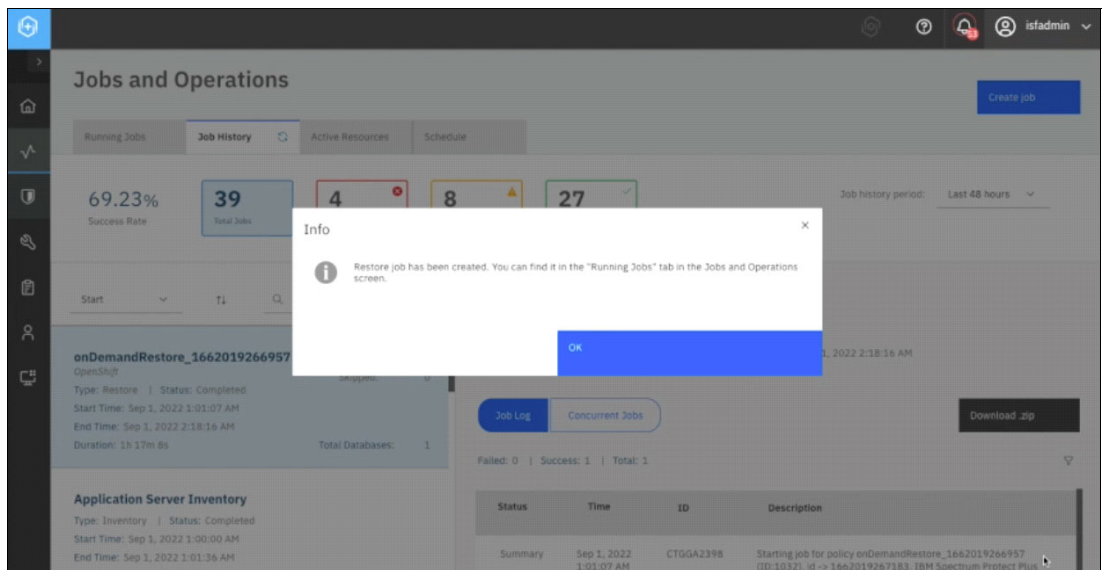 53
isfadmin
Jobs and Operations
Create job
Running Jobs
Job History
Active Resources
Schedule
69.23%
Success Rate
39
Total Jobs
4
8
27
Job history period:
Last 48 hours
Info
Restore job has been created. You can find it in the "Running Jobs" tab in the Jobs and Operations
screen.
OK
Start
onDemandRestore_1662019266957
OpenShift
Type: Restore | Status: Completed
Skipped: 0
Start Time: Sep 1, 2022 1:01:07 AM
End Time: Sep 1, 2022 2:18:16 AM
Duration: 1h 17m 8s
Total Databases: 1
1, 2022 2:18:16 AM
Job Log
Concurrent Jobs
Download .zip
Failed: 0 | Success: 1 | Total: 1
Application Server Inventory
Type: Inventory | Status: Completed
Start Time: Sep 1, 2022 1:00:00 AM
End Time: Sep 1, 2022 1:01:36 AM
Status Time ID Description
Summary
Sep 1, 2022
1:01:07 AM
CTGGA2398
Starting job for policy onDemandRestore_1662019266957
(ID:1032). id -> 1662019267183. IBM Spectrum Protect Plus